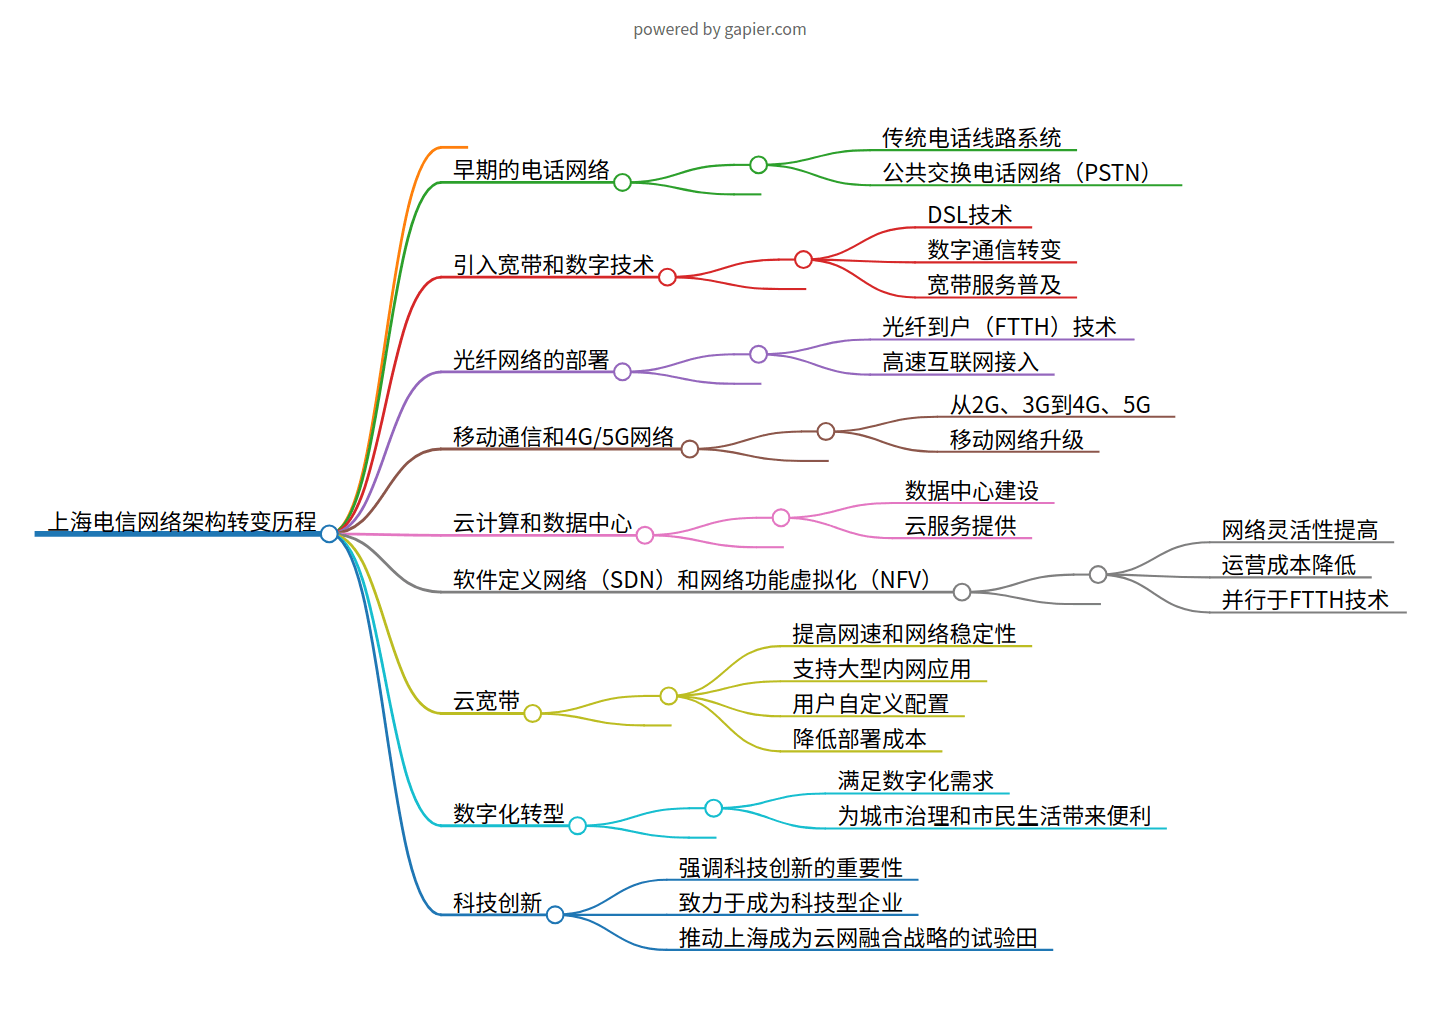 powered by gapier.com
上海电信网络架构转变历程
早期的电话网络
传统电话线路系统
公共交换电话网络（PSTN）
引入宽带和数字技术
DSL技术
数字通信转变
宽带服务普及
光纤网络的部署
光纤到户（FTTH）技术
高速互联网接入
移动通信和4G/5G网络
从2G、3G到4G、5G
移动网络升级
云计算和数据中心
数据中心建设
云服务提供
软件定义网络（SDN）和网络功能虚拟化（NFV）
网络灵活性提高
运营成本降低
并行于FTTH技术
云宽带
提高网速和网络稳定性
支持大型内网应用
用户自定义配置
降低部署成本
数字化转型
满足数字化需求
为城市治理和市民生活带来便利
科技创新
强调科技创新的重要性
致力于成为科技型企业
推动上海成为云网融合战略的试验田